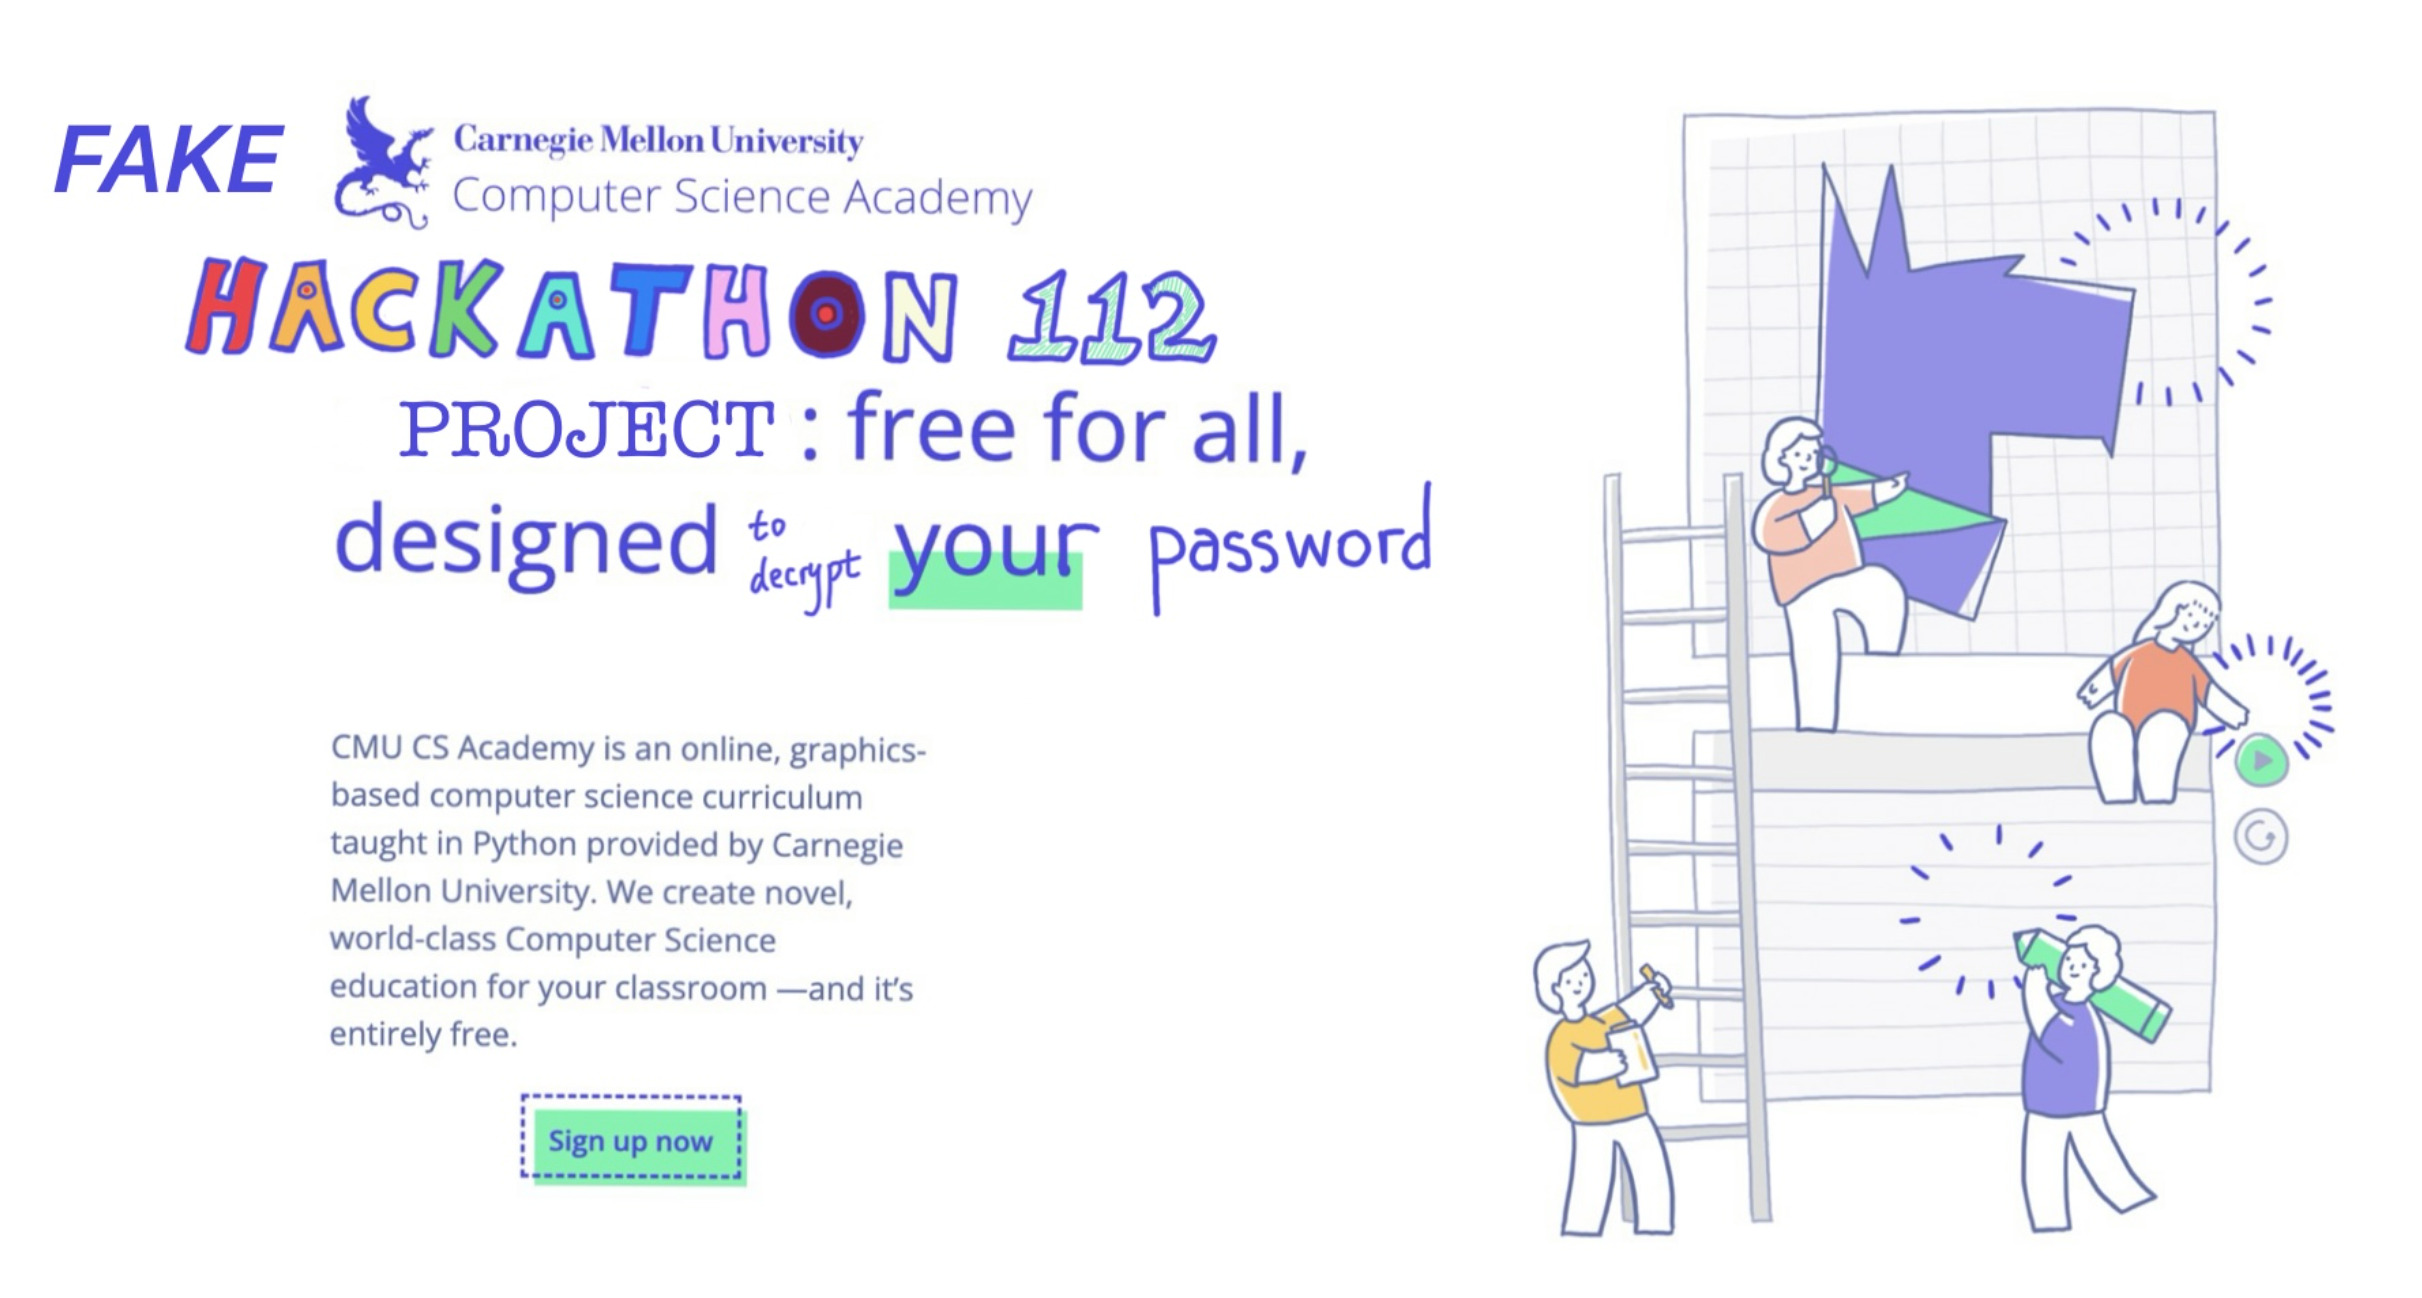 FAKE
Carnegie Mellon University
Computer Science Academy
HACKATHON 112
PROJECT : free for all,
designed to decrypt your password
CMU CS Academy is an online, graphics-
based computer science curriculum
taught in Python provided by Carnegie
Mellon University. We create novel,
world-class Computer Science
education for your classroom —and it's
entirely free.
Sign up now